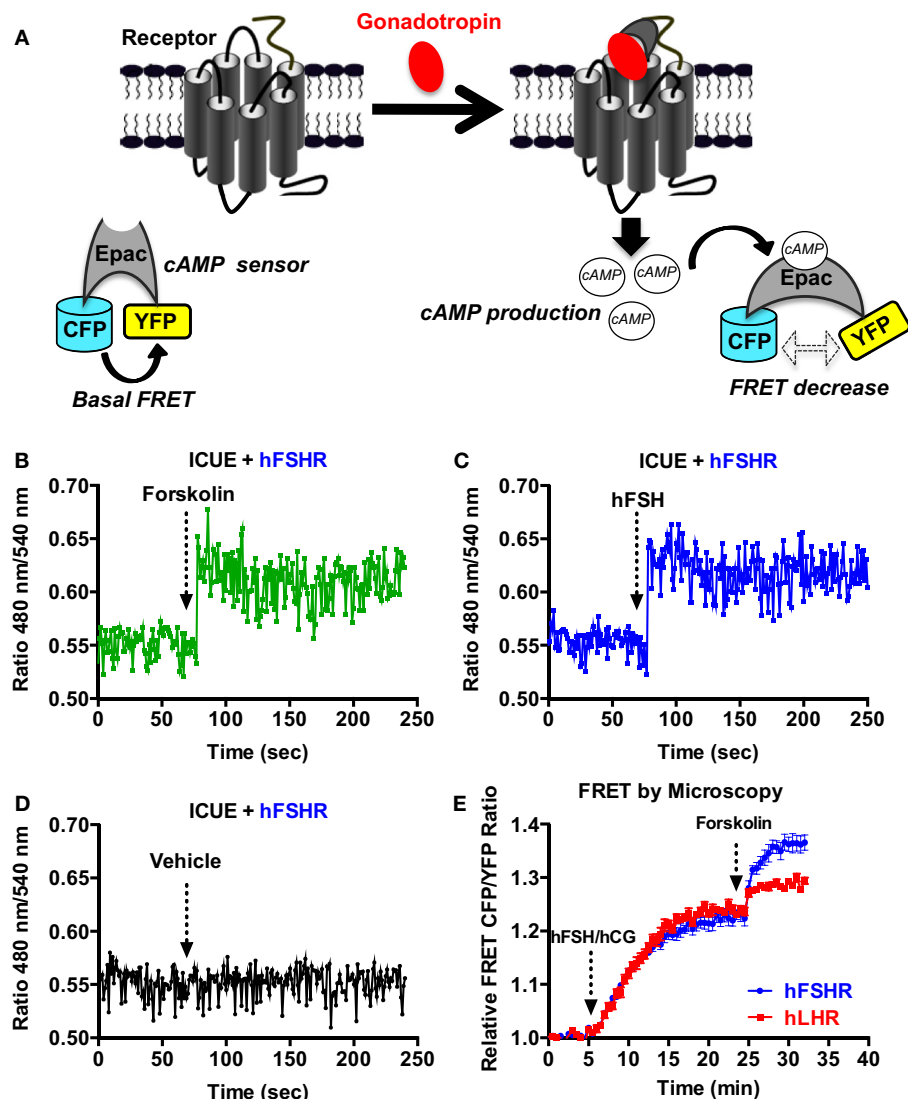 A
Receptor
Gonadotropin
Epac
cAMP sensor
CFP
YFP
Basal FRET
cAMP
cAMP
cAMP
cAMP production
cAMP
Epac
CFP
YFP
FRET decrease
B
ICUE + hFSHR
Forskolin
Ratio 480 nm/540 nm
0.70
0.65
0.60
0.55
0.50
0 50 100 150 200 250
Time (sec)
C
ICUE + hFSHR
hFSH
Ratio 480 nm/540 nm
0.70
0.65
0.60
0.55
0.50
0 50 100 150 200 250
Time (sec)
D
ICUE + hFSHR
Vehicle
Ratio 480 nm/540 nm
0.70
0.65
0.60
0.55
0.50
0 50 100 150 200 250
Time (sec)
E
FRET by Microscopy
Forskolin
hFSH/hCG
hFSHR
hLHR
Relative FRET CFP/YFP Ratio
1.4
1.3
1.2
1.1
1.0
0 5 10 15 20 25 30 35 40
Time (min)